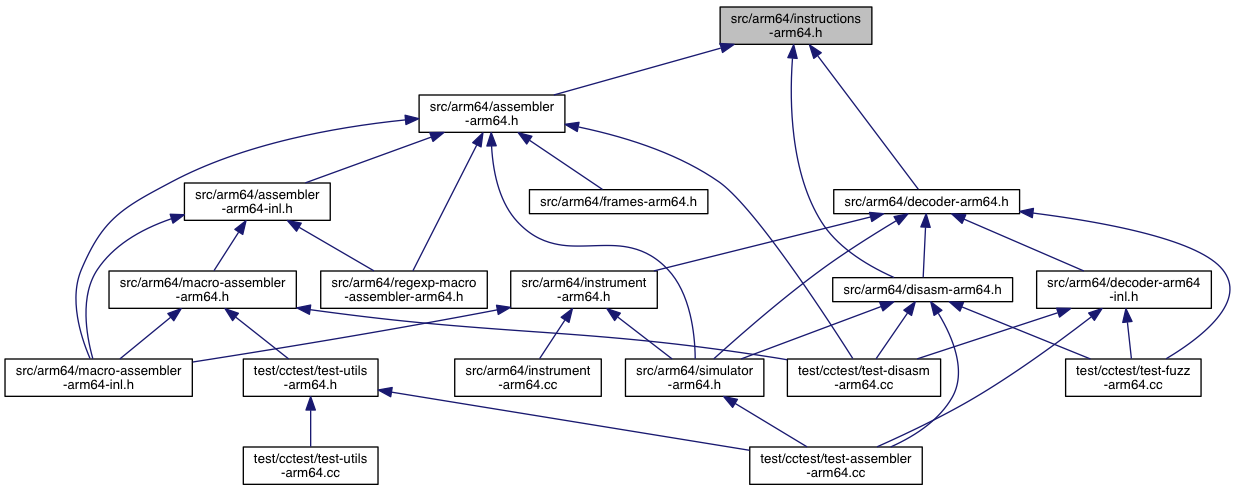 src/arm64/instructions
-arm64.h
src/arm64/assembler
-arm64.h
src/arm64/assembler
-arm64-inl.h
src/arm64/frames-arm64.h
src/arm64/decoder-arm64.h
src/arm64/macro-assembler
-arm64.h
src/arm64/regexp-macro
-assembler-arm64.h
src/arm64/instrument
-arm64.h
src/arm64/disasm-arm64.h
src/arm64/decoder-arm64
-inl.h
src/arm64/macro-assembler
-arm64-inl.h
test/cctest/test-utils
-arm64.h
src/arm64/instrument
-arm64.cc
src/arm64/simulator
-arm64.h
test/cctest/test-disasm
-arm64.cc
test/cctest/test-fuzz
-arm64.cc
test/cctest/test-utils
-arm64.cc
test/cctest/test-assembler
-arm64.cc